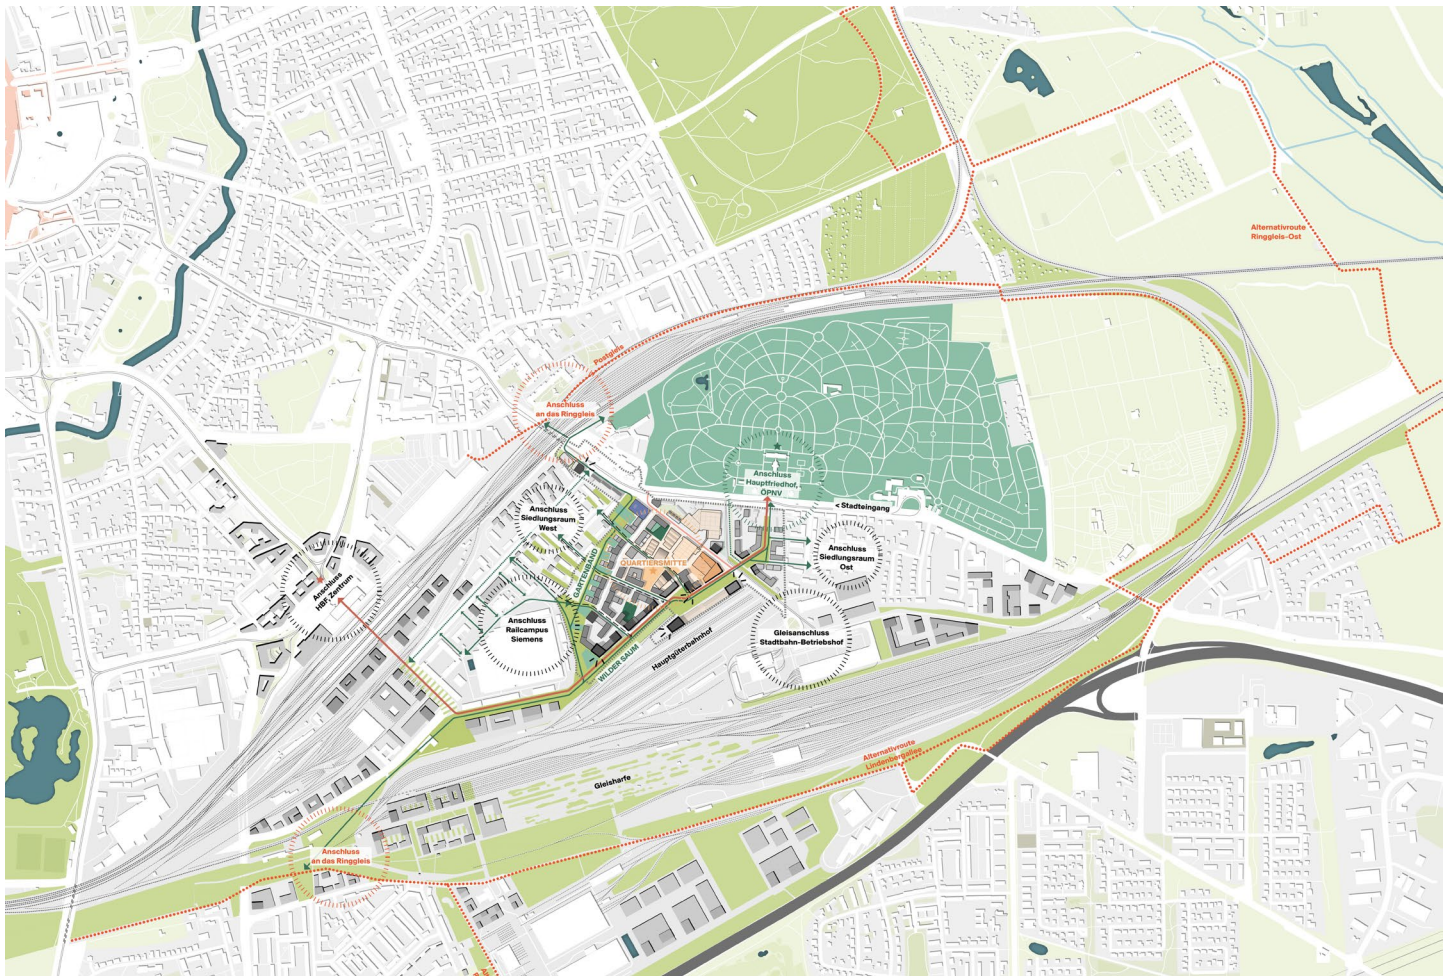 Alternativroute
Ringgleis-Ost
Postgleis
Anschluss
an das Ringgleis
Anschluss
Hauptfriedhof,
ÖPNV
< Stadteingang
Anschluss
Siedlungsraum
West
Anschluss
Siedlungsraum
Ost
QUARTIERSMITTE
GARTENBAND
Anschluss
HBF, Zentrum
Anschluss
Railcampus
Siemens
Gleisanschluss
Stadtbahn-Betriebshof
Hauptgüterbahnhof
WILDER SAUM
Alternativroute
Lindenbergallee
Gleisharfe
Anschluss
an das Ringgleis